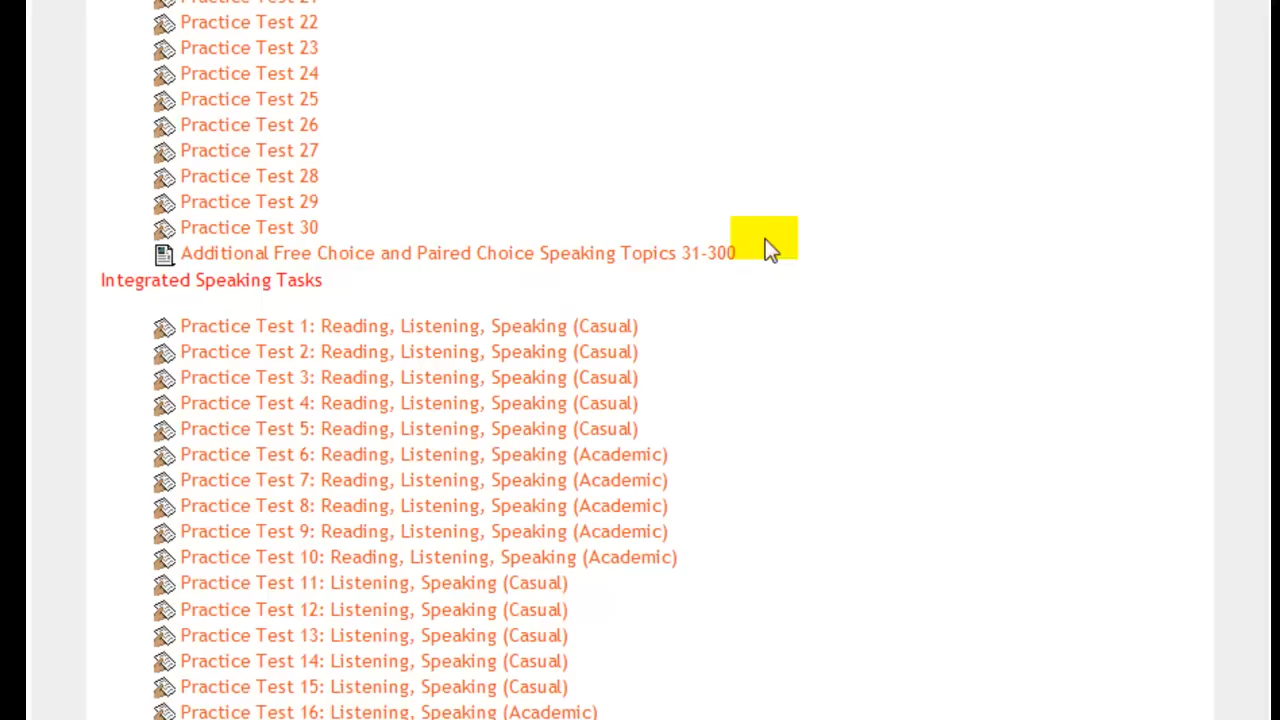 Practice Test 21
Practice Test 22
Practice Test 23
Practice Test 24
Practice Test 25
Practice Test 26
Practice Test 27
Practice Test 28
Practice Test 29
Practice Test 30
Additional Free Choice and Paired Choice Speaking Topics 31-300
Integrated Speaking Tasks
Practice Test 1: Reading, Listening, Speaking (Casual)
Practice Test 2: Reading, Listening, Speaking (Casual)
Practice Test 3: Reading, Listening, Speaking (Casual)
Practice Test 4: Reading, Listening, Speaking (Casual)
Practice Test 5: Reading, Listening, Speaking (Casual)
Practice Test 6: Reading, Listening, Speaking (Academic)
Practice Test 7: Reading, Listening, Speaking (Academic)
Practice Test 8: Reading, Listening, Speaking (Academic)
Practice Test 9: Reading, Listening, Speaking (Academic)
Practice Test 10: Reading, Listening, Speaking (Academic)
Practice Test 11: Listening, Speaking (Casual)
Practice Test 12: Listening, Speaking (Casual)
Practice Test 13: Listening, Speaking (Casual)
Practice Test 14: Listening, Speaking (Casual)
Practice Test 15: Listening, Speaking (Casual)
Practice Test 16: Listening, Speaking (Academic)